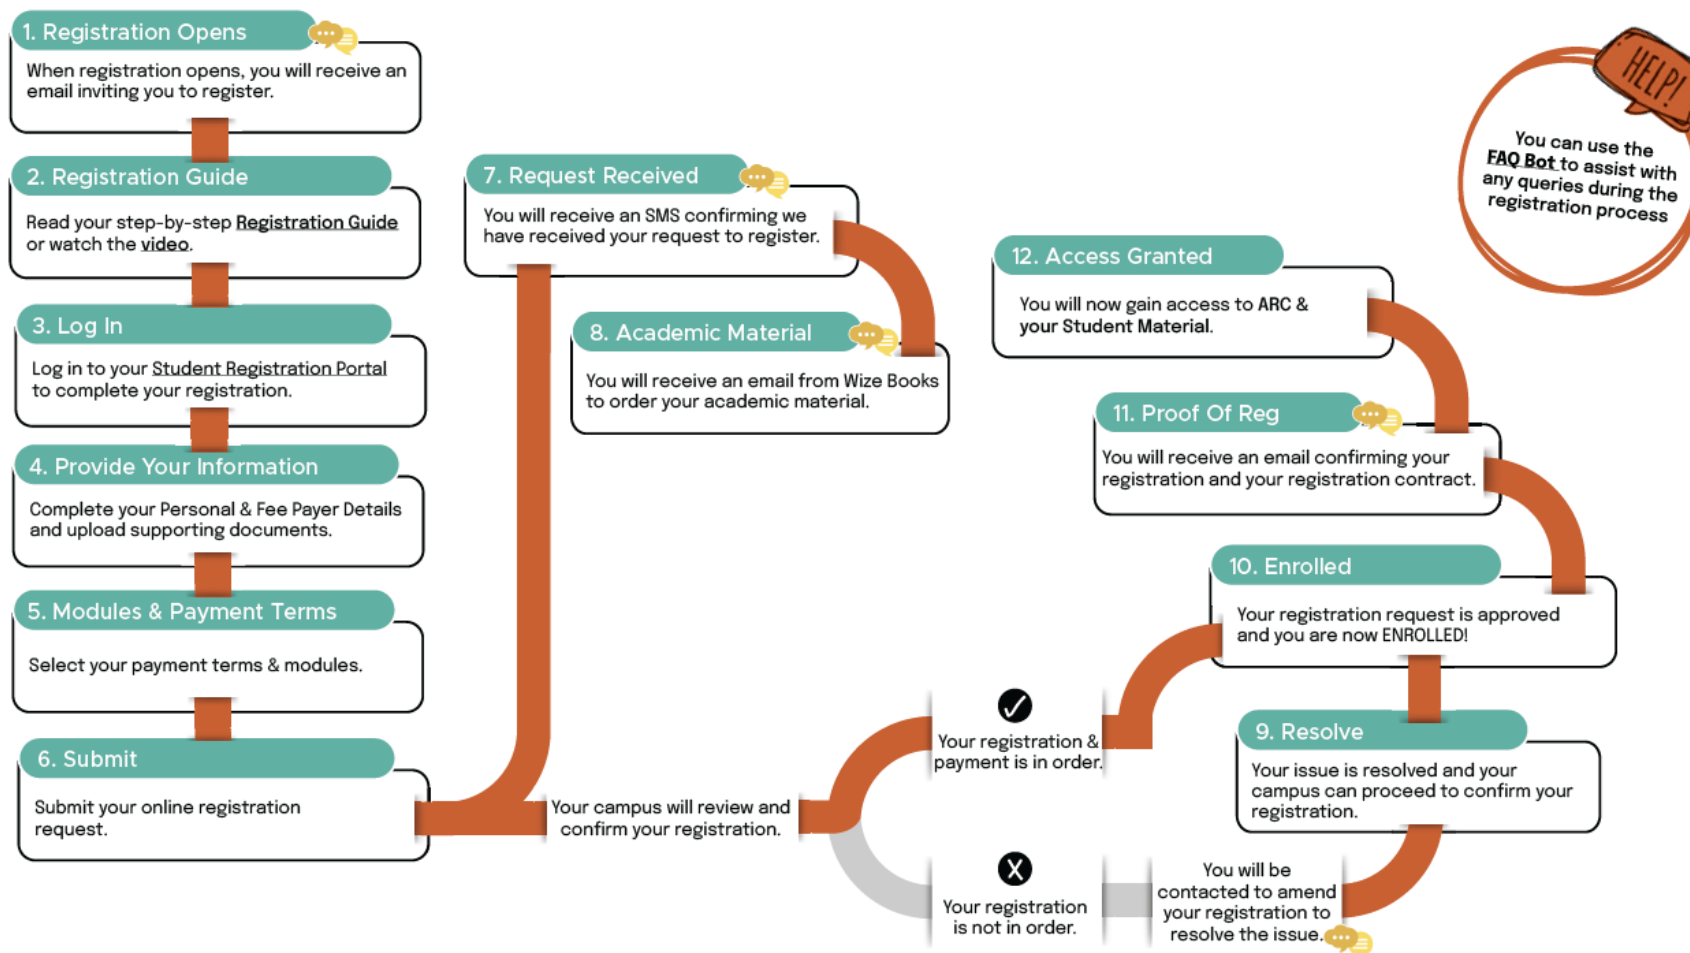 1. Registration Opens
When registration opens, you will receive an
email inviting you to register.
2. Registration Guide
Read your step-by-step Registration Guide
or watch the video.
3. Log In
Log in to your Student Registration Portal
to complete your registration.
4. Provide Your Information
Complete your Personal & Fee Payer Details
and upload supporting documents.
5. Modules & Payment Terms
Select your payment terms & modules.
6. Submit
Submit your online registration
request.
7. Request Received
You will receive an SMS confirming we
have received your request to register.
8. Academic Material
You will receive an email from Wize Books
to order your academic material.
Your campus will review and
confirm your registration.
Your registration &
payment is in order.
X
Your registration
is not in order.
You will be
contacted to amend
your registration to
resolve the issue.
9. Resolve
Your issue is resolved and your
campus can proceed to confirm your
registration.
10. Enrolled
Your registration request is approved
and you are now ENROLLED!
11. Proof Of Reg
You will receive an email confirming your
registration and your registration contract.
12. Access Granted
You will now gain access to ARC &
your Student Material.
HELP!
You can use the
FAQ Bot to assist with
any queries during the
registration process